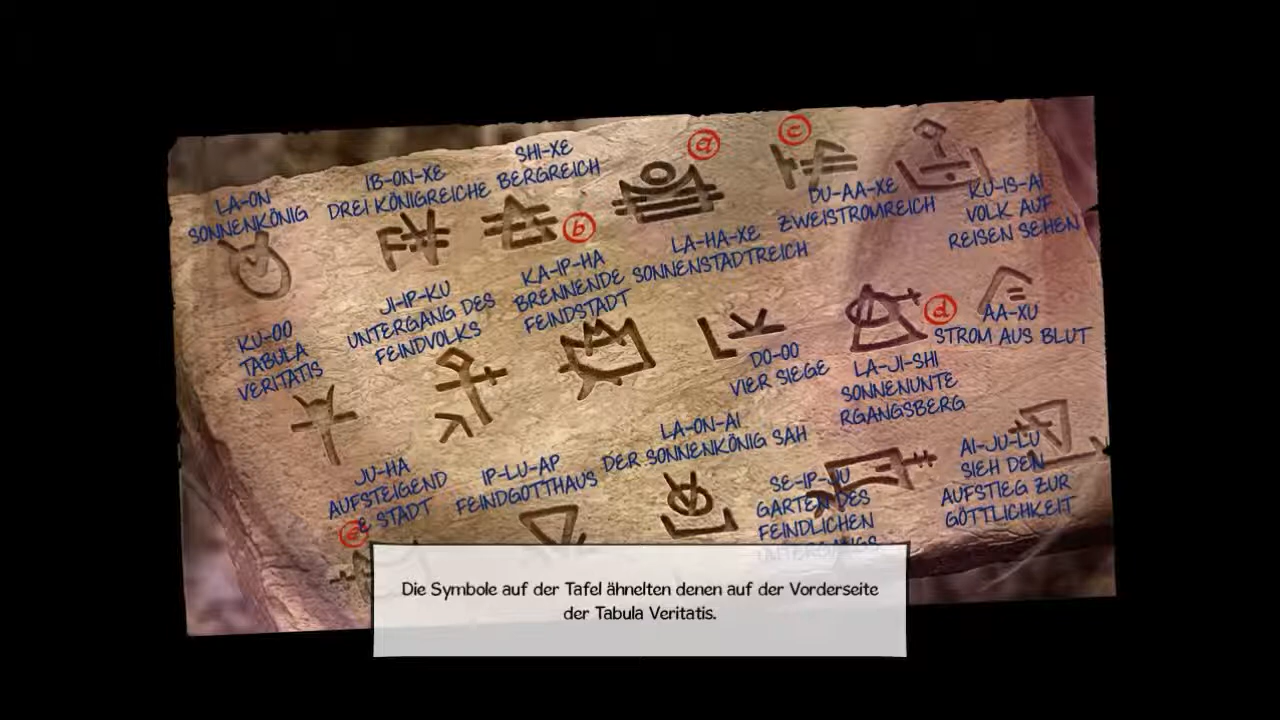 LA-ON
SONNENKÖNIG
IB-ON-XE
DREI KÖNIGREICHE
SHI-XE
BERGREICH
a
c
DU-AA-XE
ZWEISTROMREICH
KU-IS-AI
VOLK AUF
REISEN SEHEN
b
LA-HA-XE
SONNENSTADTREICH
KA-IP-HA
BRENNENDE
FEINDSTADT
JI-IP-KU
UNTERGANG DES
FEINDVOLKS
KU-OO
TABULA
VERITATIS
DO-OO
VIER SIEGE
d
AA-XU
STROM AUS BLUT
LA-JI-SHI
SONNENUNTE
RGANGSBERG
LA-ON-AI
DER SONNENKÖNIG SAH
JU-HA
AUFSTEIGEND
E STADT
e
IP-LU-AP
FEINDGOTTHAUS
SE-IP-JU
GARTEN DES
FEINDLICHEN
AI-JU-LU
SIEH DEN
AUFSTIEG ZUR
GÖTTLICHKEIT
Die Symbole auf der Tafel ähnelten denen auf der Vorderseite
der Tabula Veritatis.